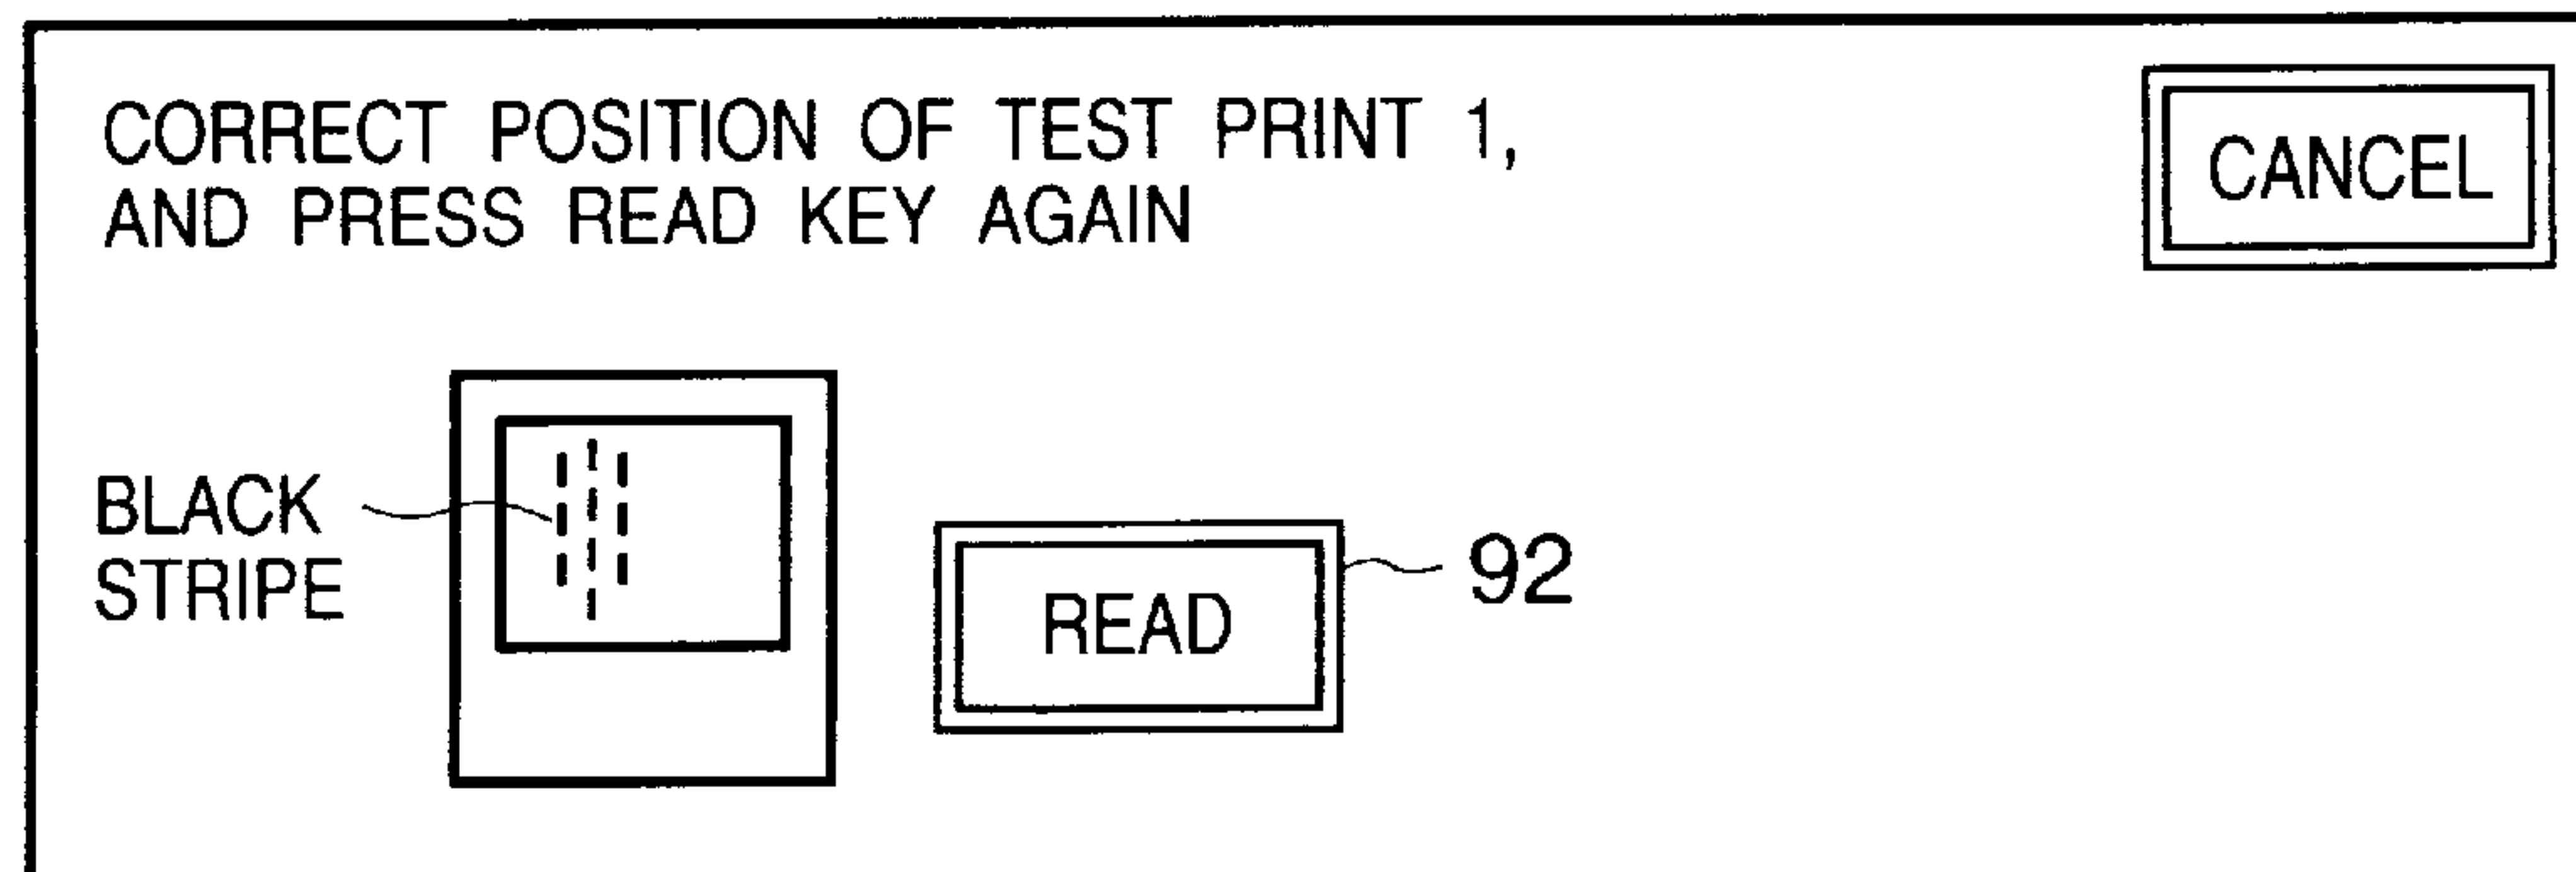 CORRECT POSITION OF TEST PRINT 1,
AND PRESS READ KEY AGAIN
CANCEL
BLACK
STRIPE
READ
92